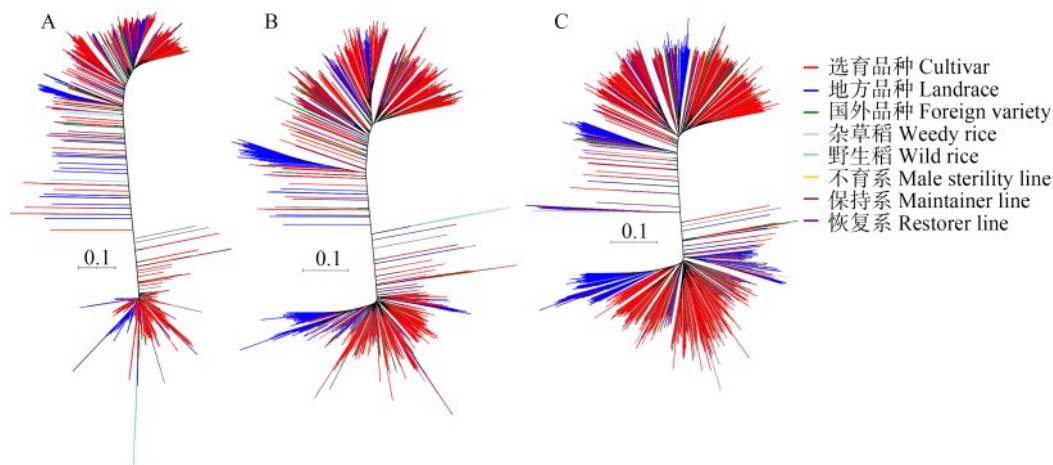 A
B
C
0.1
0.1
0.1
选育品种 Cultivar
地方品种 Landrace
国外品种 Foreign variety
杂草稻 Weedy rice
野生稻 Wild rice
不育系 Male sterility line
保持系 Maintainer line
恢复系 Restorer line